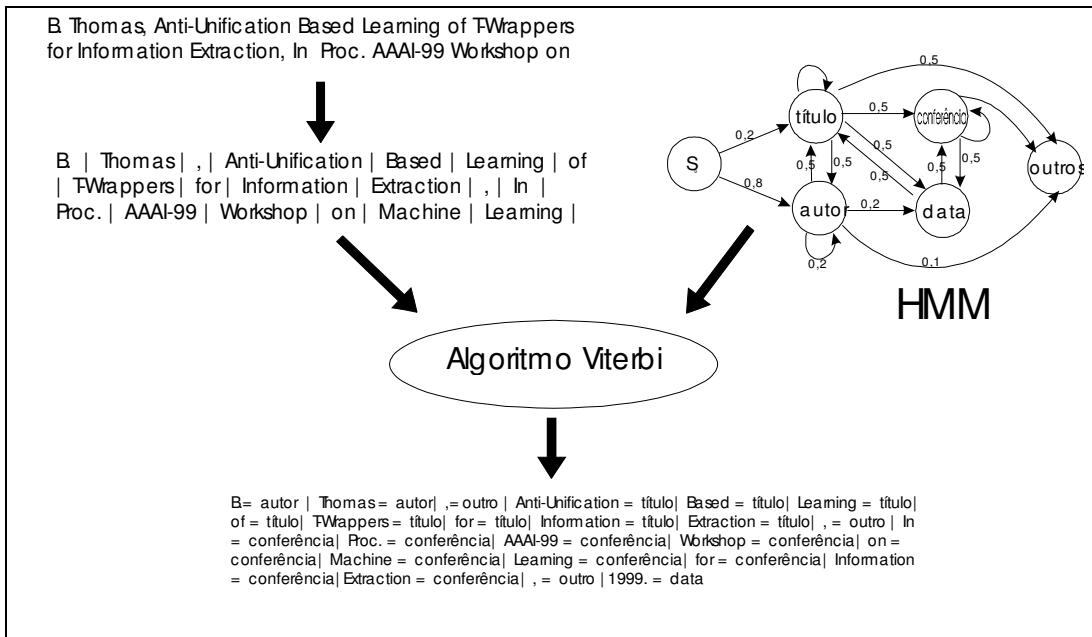 B. Thomas, Anti-Unification Based Learning of T-Wrappers
for Information Extraction, In Proc. AAAI-99 Workshop on
B. | Thomas | , | Anti-Unification | Based | Learning | of
| T-Wrappers | for | Information | Extraction | , | In |
Proc. | AAAI-99 | Workshop | on | Machine | Learning |
0,5
título
0,5
conferência
0,2
0,5
S
0,5
0,5
0,5
0,5
0,5
outros
0,8
autor
0,2
data
0,2
0,1
HMM
Algoritmo Viterbi
B.= autor | Thomas = autor| ,= outro | Anti-Unification = título| Based = título| Learning = título|
of = título| T-Wrappers = título| for = título| Information = título| Extraction = título| , = outro | In
= conferência| Proc. = conferência| AAAI-99 = conferência| Workshop = conferência| on =
conferência| Machine = conferência| Learning = conferência| for = conferência| Information
= conferência| Extraction = conferência| , = outro | 1999. = data